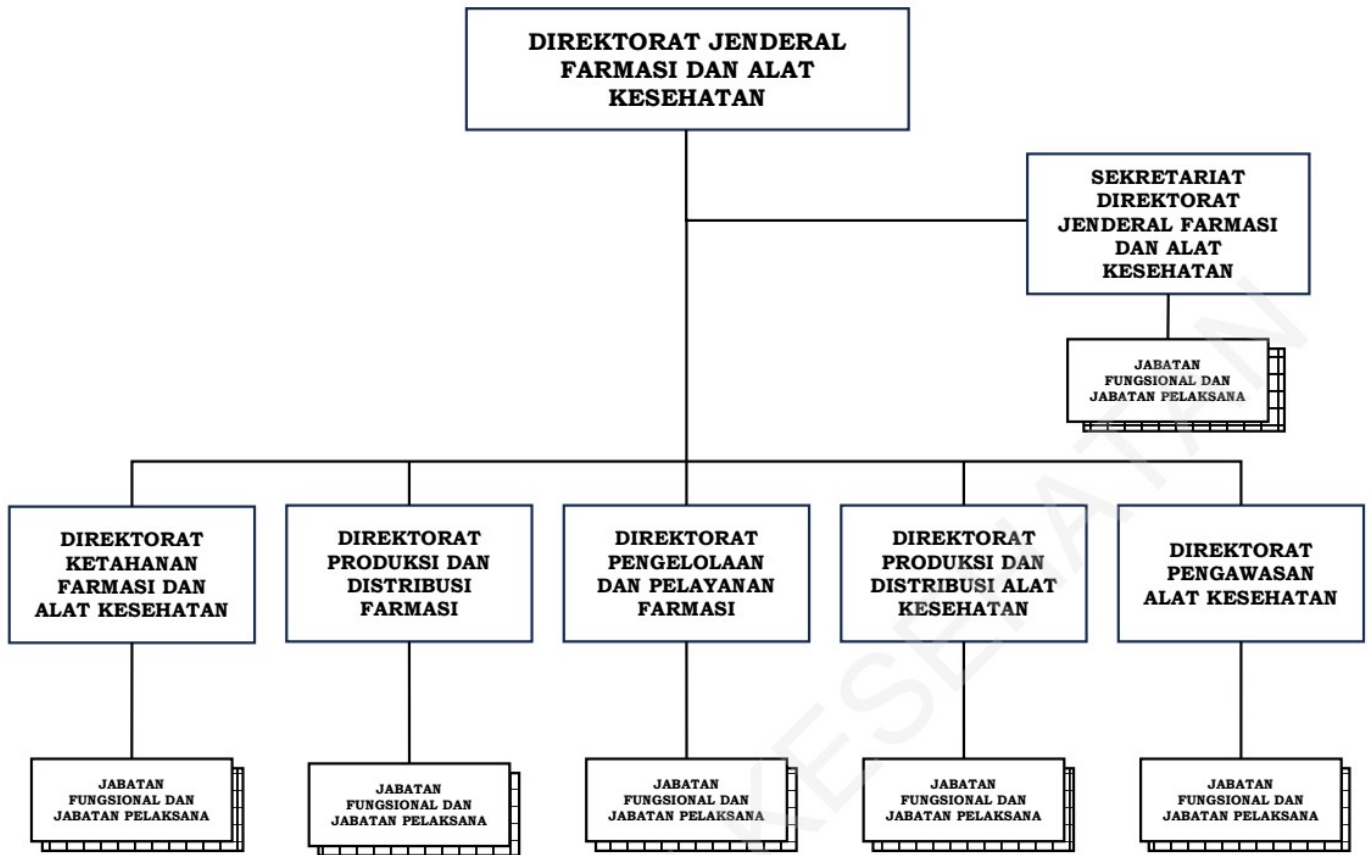 DIREKTORAT JENDERAL
FARMASI DAN ALAT
KESEHATAN
SEKRETARIAT
DIREKTORAT
JENDERAL FARMASI
DAN ALAT
KESEHATAN
JABATAN
FUNGSIONAL DAN
JABATAN PELAKSANA
DIREKTORAT
KETAHANAN
FARMASI DAN
ALAT KESEHATAN
DIREKTORAT
PRODUKSI DAN
DISTRIBUSI
FARMASI
DIREKTORAT
PENGELOLAAN
DAN PELAYANAN
FARMASI
DIREKTORAT
PRODUKSI DAN
DISTRIBUSI ALAT
KESEHATAN
DIREKTORAT
PENGAWASAN
ALAT KESEHATAN
JABATAN
FUNGSIONAL DAN
JABATAN PELAKSANA
JABATAN
FUNGSIONAL DAN
JABATAN PELAKSANA
JABATAN
FUNGSIONAL DAN
JABATAN PELAKSANA
JABATAN
FUNGSIONAL DAN
JABATAN PELAKSANA
JABATAN
FUNGSIONAL DAN
JABATAN PELAKSANA
KESEHATAN